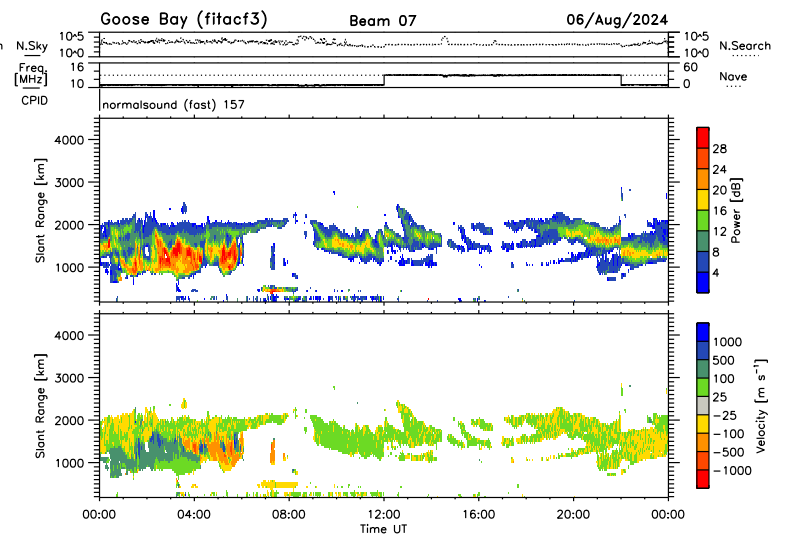 Goose Bay (fitacf3) Beam 07 06/Aug/2024
n N.Sky 10^5 10^0 10^5 10^0 N.Search
Freq. [MHz] 16 10 60 0 Nave
CPID normalsound (fast) 157
Slant Range [km] 4000 3000 2000 1000
Power [dB] 28 24 20 16 12 8 4
Slant Range [km] 4000 3000 2000 1000
Velocity [m s⁻¹] 1000 500 100 25 −25 −100 −500 −1000
00:00 04:00 08:00 12:00 16:00 20:00 00:00
Time UT